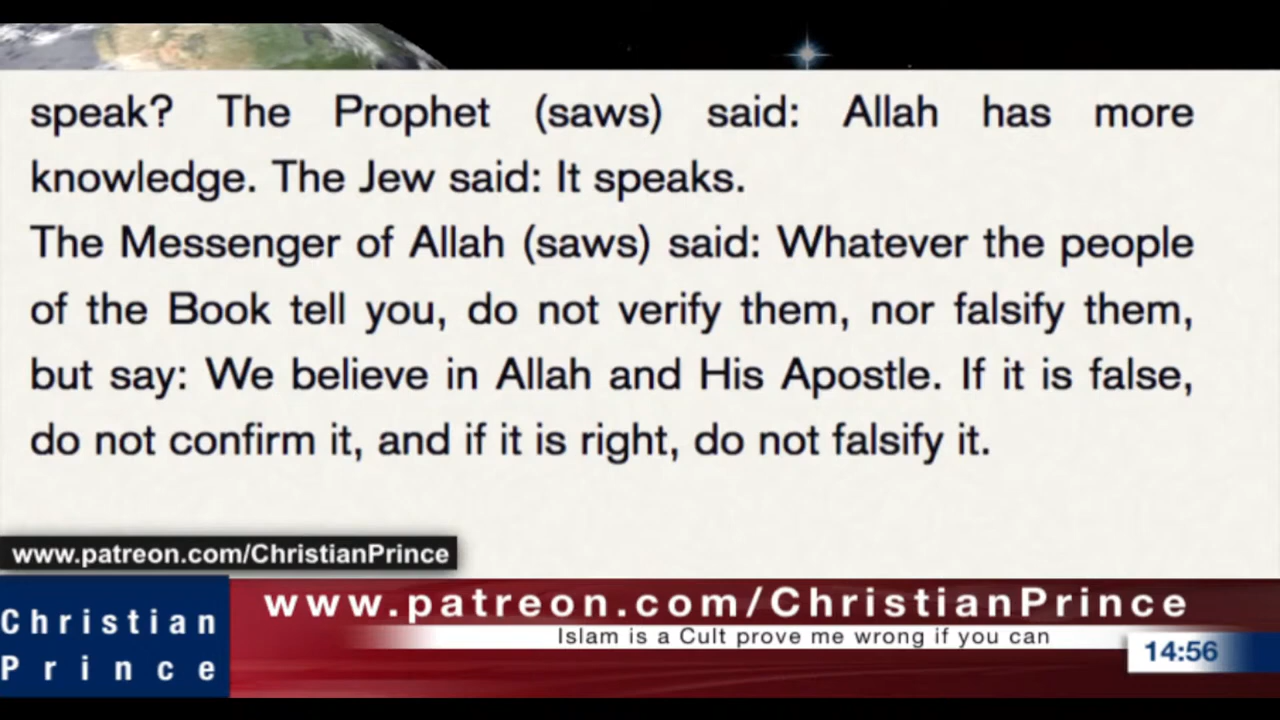 speak? The Prophet (saws) said: Allah has more
knowledge. The Jew said: It speaks.
The Messenger of Allah (saws) said: Whatever the people
of the Book tell you, do not verify them, nor falsify them,
but say: We believe in Allah and His Apostle. If it is false,
do not confirm it, and if it is right, do not falsify it.
www.patreon.com/ChristianPrince
Christian
Prince
www.patreon.com/ChristianPrince
Islam is a Cult prove me wrong if you can
14:56